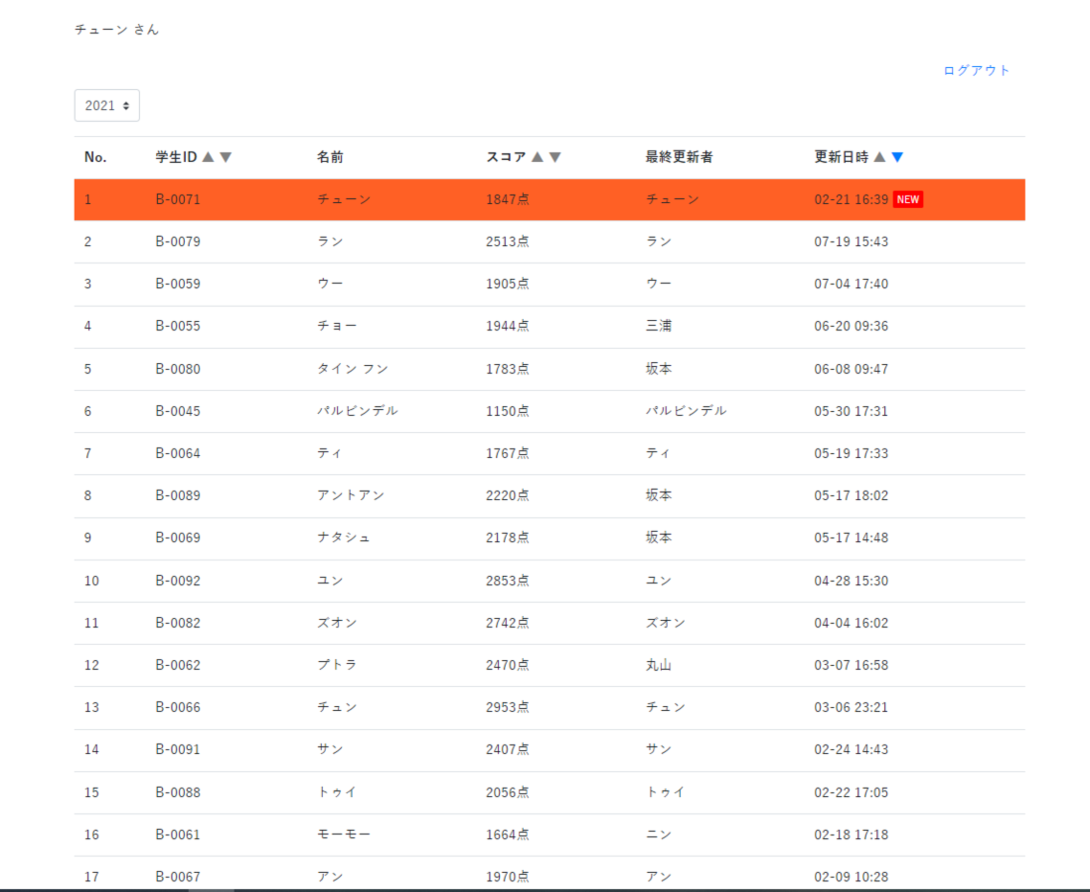 チューン さん
ログアウト
2021
No. 学生ID ▲ ▼ 名前 スコア ▲ ▼ 最終更新者 更新日時 ▲ ▼
1 B-0071 チューン 1847点 チューン 02-21 16:39 NEW
2 B-0079 ラン 2513点 ラン 07-19 15:43
3 B-0059 ウー 1905点 ウー 07-04 17:40
4 B-0055 チョー 1944点 三浦 06-20 09:36
5 B-0080 タイン フン 1783点 坂本 06-08 09:47
6 B-0045 パルビンデル 1150点 パルビンデル 05-30 17:31
7 B-0064 ティ 1767点 ティ 05-19 17:33
8 B-0089 アントアン 2220点 坂本 05-17 18:02
9 B-0069 ナタシュ 2178点 坂本 05-17 14:48
10 B-0092 ユン 2853点 ユン 04-28 15:30
11 B-0082 ズオン 2742点 ズオン 04-04 16:02
12 B-0062 プトラ 2470点 丸山 03-07 16:58
13 B-0066 チュン 2953点 チュン 03-06 23:21
14 B-0091 サン 2407点 サン 02-24 14:43
15 B-0088 トゥイ 2056点 トゥイ 02-22 17:05
16 B-0061 モーモー 1664点 ニン 02-18 17:18
17 B-0067 アン 1970点 アン 02-09 10:28